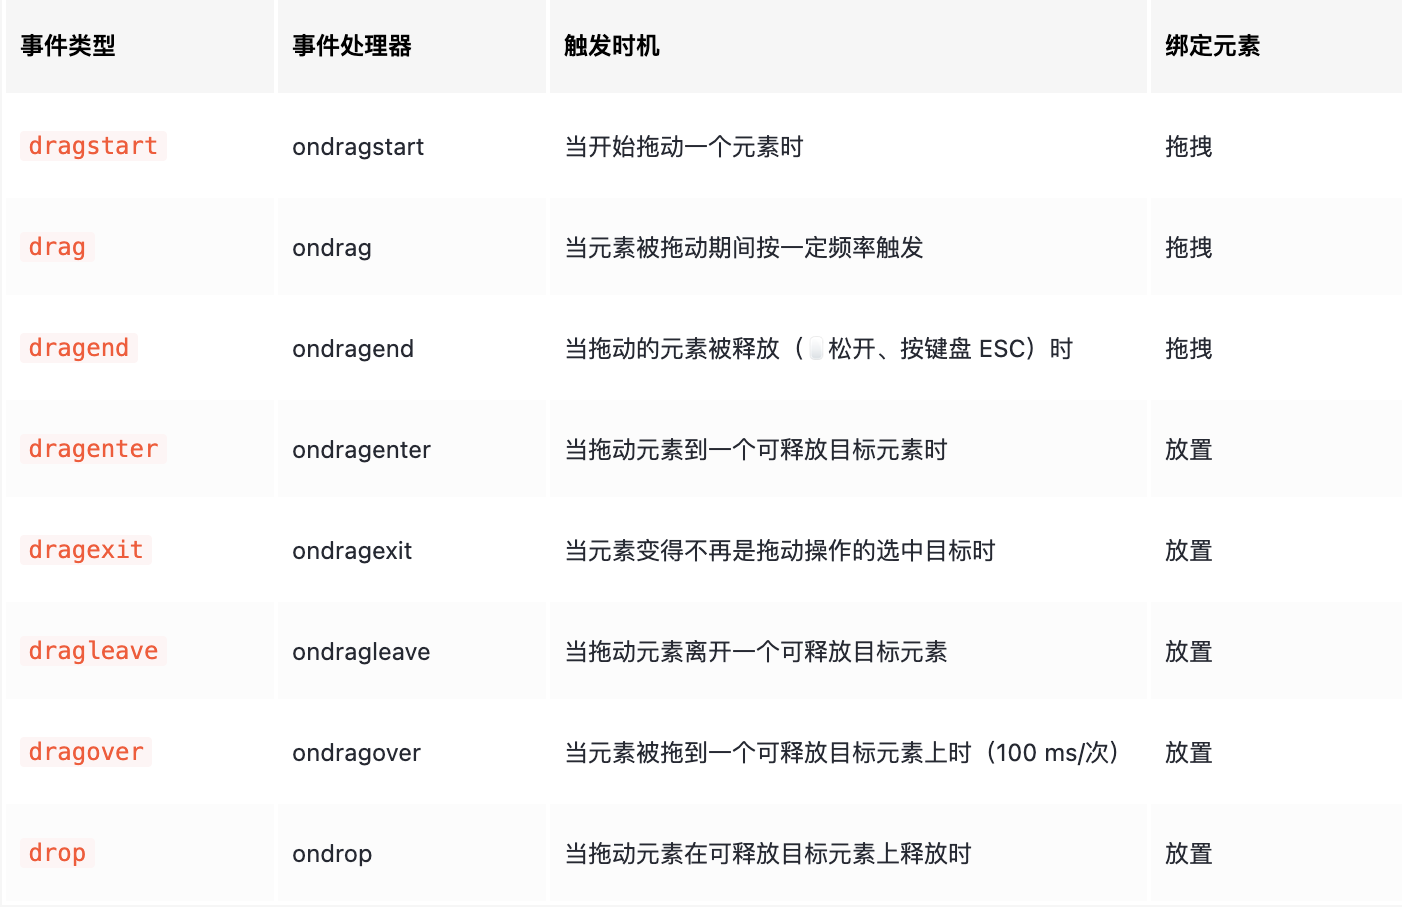 事件类型 事件处理器 触发时机 绑定元素
dragstart ondragstart 当开始拖动一个元素时 拖拽
drag ondrag 当元素被拖动期间按一定频率触发 拖拽
dragend ondragend 当拖动的元素被释放（🖱️松开、按键盘 ESC）时 拖拽
dragenter ondragenter 当拖动元素到一个可释放目标元素时 放置
dragexit ondragexit 当元素变得不再是拖动操作的选中目标时 放置
dragleave ondragleave 当拖动元素离开一个可释放目标元素 放置
dragover ondragover 当元素被拖到一个可释放目标元素上时（100 ms/次） 放置
drop ondrop 当拖动元素在可释放目标元素上释放时 放置